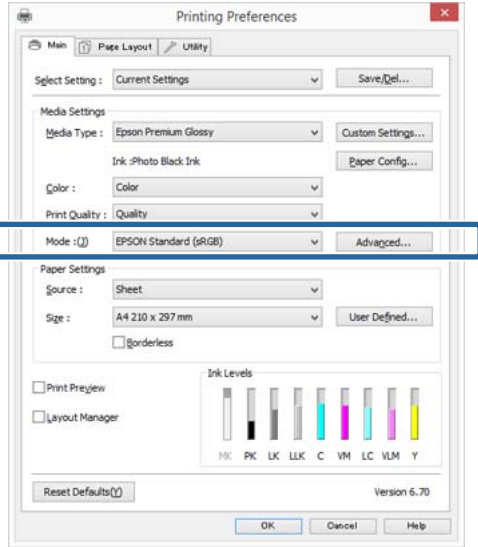 Printing Preferences
Main Page Layout Utility
Select Setting : Current Settings Save/Del...
Media Settings
Media Type : Epson Premium Glossy Custom Settings...
Ink :Photo Black Ink Paper Config...
Color : Color
Print Quality : Quality
Mode :(J) EPSON Standard (sRGB) Advanced...
Paper Settings
Source : Sheet
Size : A4 210 x 297 mm User Defined...
Borderless
Ink Levels
Print Preview
Layout Manager
MK PK LK LLK C VM LC VLM Y
Reset Defaults(Y) Version 6.70
OK Cancel Help